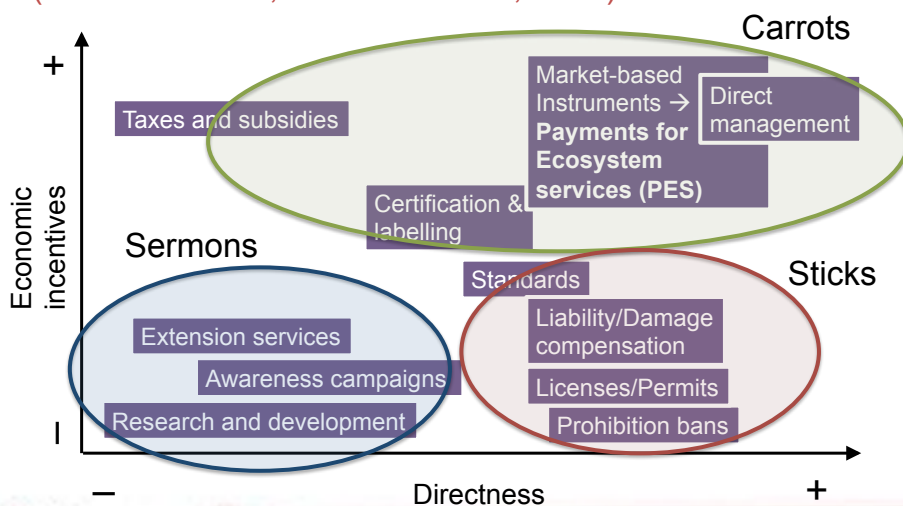 Carrots
+
Market-based
Instruments →
Payments for
Ecosystem
services (PES)
Direct
management
Taxes and subsidies
Certification &
labelling
Economic
incentives
Sermons
Standards
Sticks
Extension services
Liability/Damage
compensation
Awareness campaigns
Licenses/Permits
Research and development
Prohibition bans
–
–
Directness
+